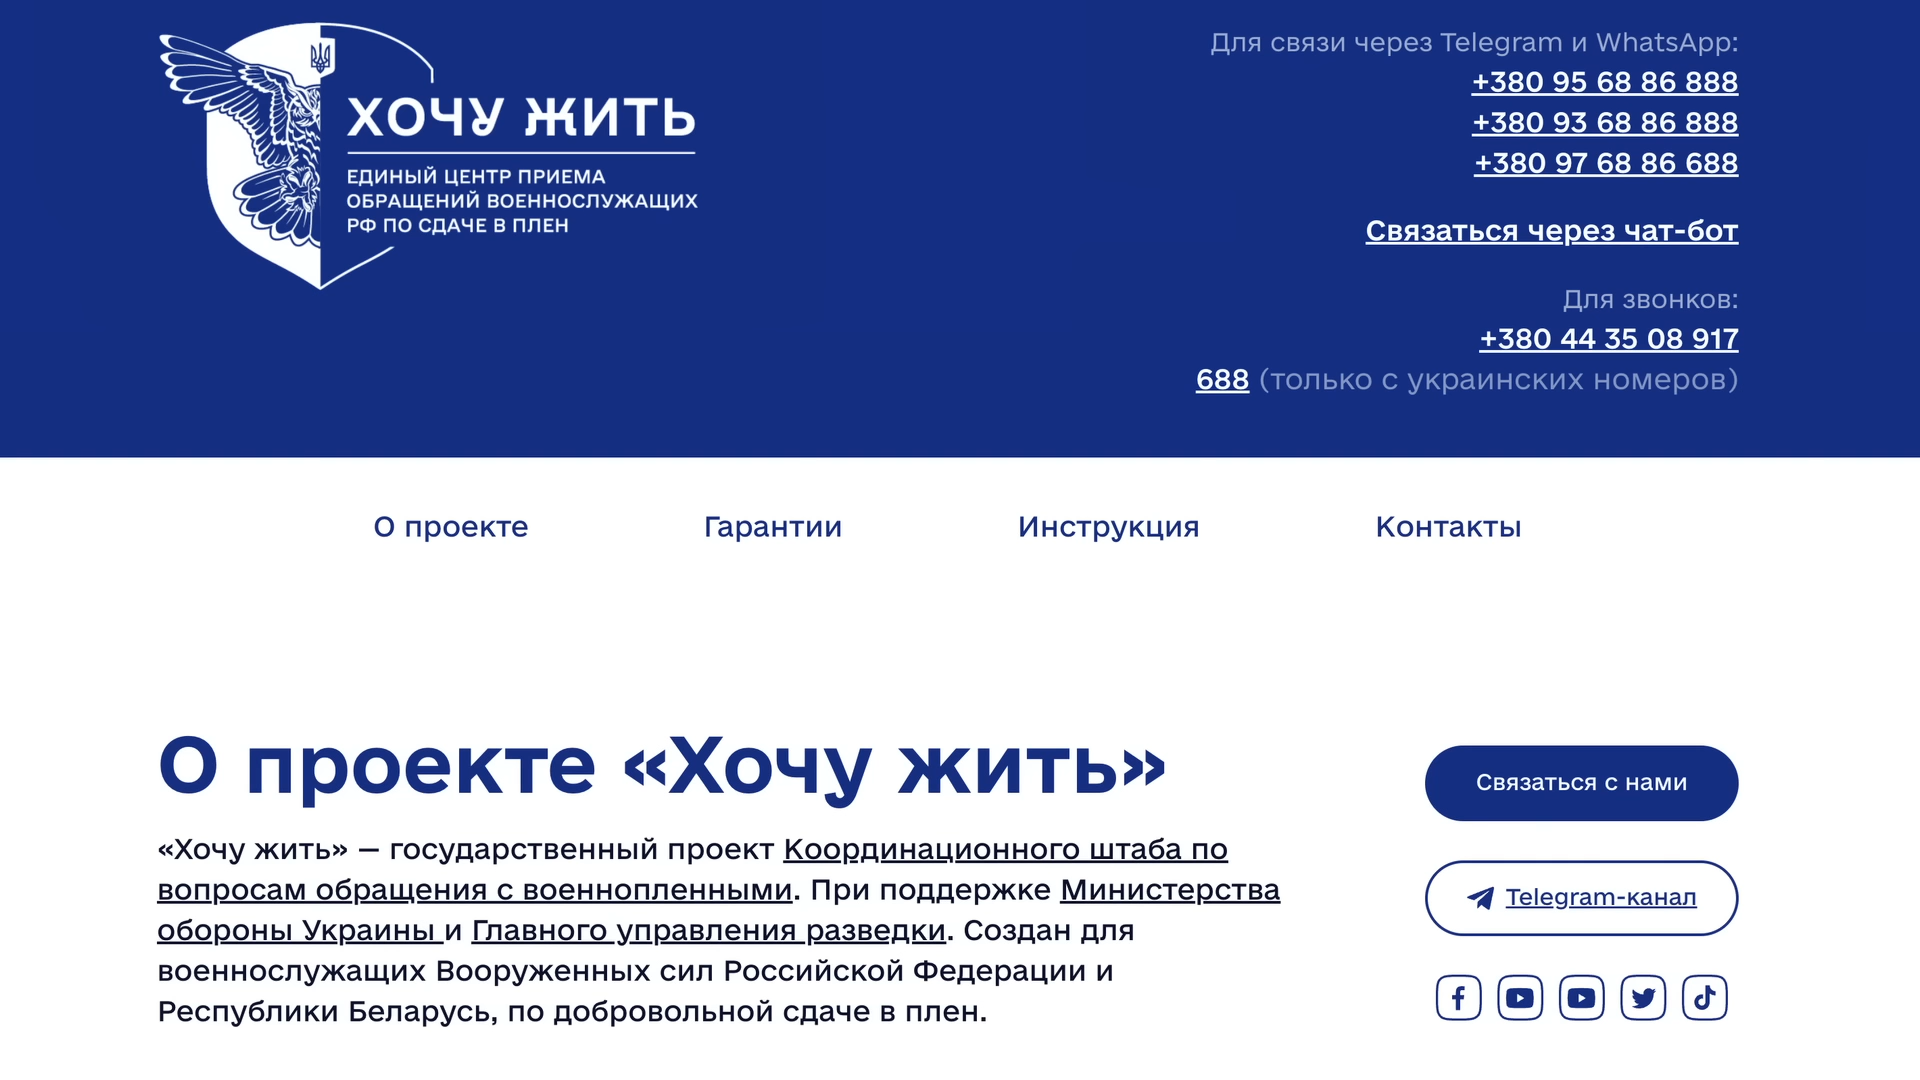 ХОЧУ ЖИТЬ
ЕДИНЫЙ ЦЕНТР ПРИЕМА
ОБРАЩЕНИЙ ВОЕННОСЛУЖАЩИХ
РФ ПО СДАЧЕ В ПЛЕН
Для связи через Telegram и WhatsApp:
+380 95 68 86 888
+380 93 68 86 888
+380 97 68 86 688
Связаться через чат-бот
Для звонков:
+380 44 35 08 917
688 (только с украинских номеров)
О проекте
Гарантии
Инструкция
Контакты
О проекте «Хочу жить»
«Хочу жить» — государственный проект Координационного штаба по
вопросам обращения с военнопленными. При поддержке Министерства
обороны Украины и Главного управления разведки. Создан для
военнослужащих Вооруженных сил Российской Федерации и
Республики Беларусь, по добровольной сдаче в плен.
Связаться с нами
Telegram-канал